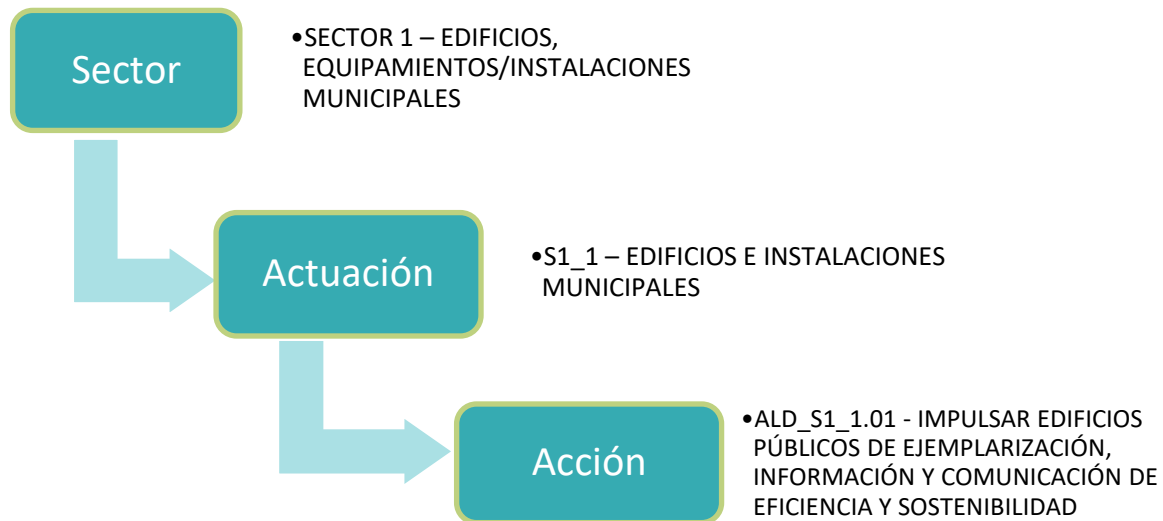 Sector
•SECTOR 1 – EDIFICIOS,
EQUIPAMIENTOS/INSTALACIONES
MUNICIPALES
Actuación
•S1_1 – EDIFICIOS E INSTALACIONES
MUNICIPALES
Acción
•ALD_S1_1.01 - IMPULSAR EDIFICIOS
PÚBLICOS DE EJEMPLARIZACIÓN,
INFORMACIÓN Y COMUNICACIÓN DE
EFICIENCIA Y SOSTENIBILIDAD